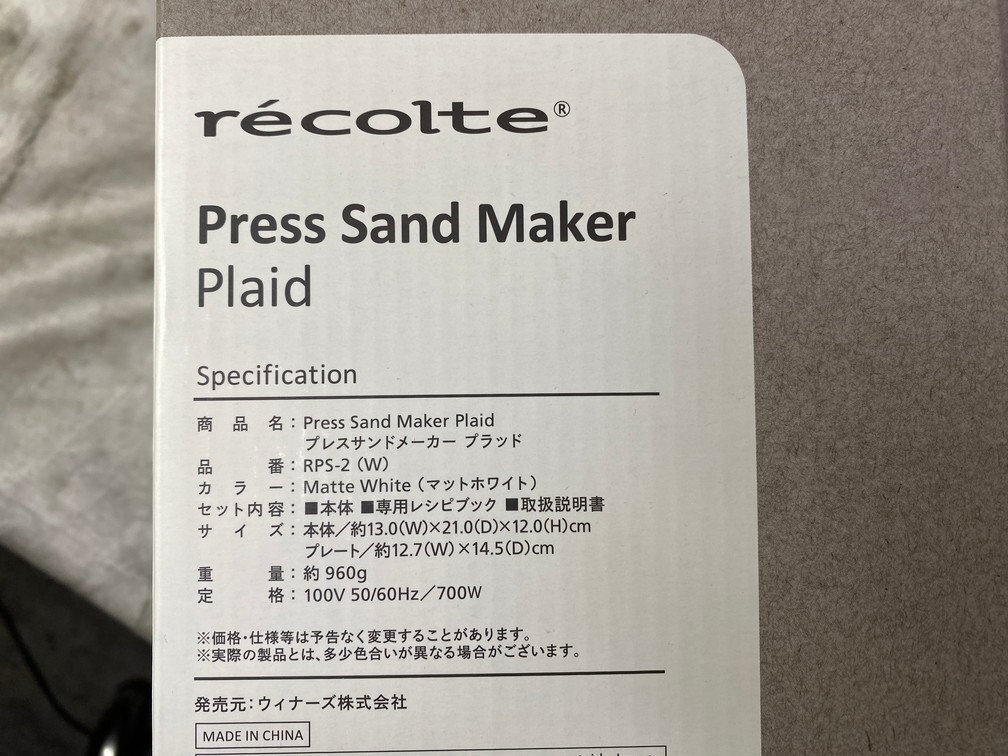 récolte®
Press Sand Maker
Plaid
Specification
商品名：Press Sand Maker Plaid
プレスサンドメーカー プラッド
品番：RPS-2（W）
カラー：Matte White（マットホワイト）
セット内容：■本体 ■専用レシピブック ■取扱説明書
サイズ：本体／約13.0(W)×21.0(D)×12.0(H)cm
プレート／約12.7(W)×14.5(D)cm
重量：約 960g
定格：100V 50/60Hz／700W
※価格・仕様等は予告なく変更することがあります。
※実際の製品とは、多少色合いが異なる場合がございます。
発売元：ウィナーズ株式会社
MADE IN CHINA